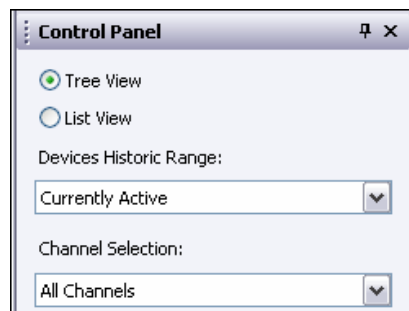 Control Panel
Tree View
List View
Devices Historic Range:
Currently Active
Channel Selection:
All Channels